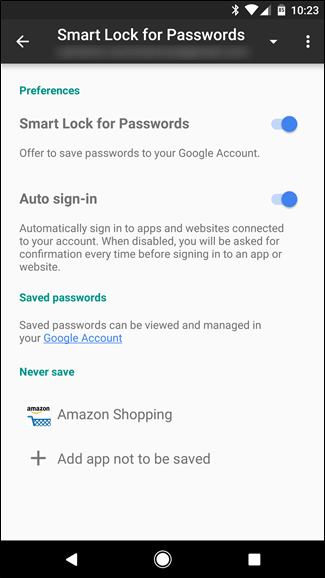 10:23
Smart Lock for Passwords
Preferences
Smart Lock for Passwords
Offer to save passwords to your Google Account.
Auto sign-in
Automatically sign in to apps and websites connected
to your account. When disabled, you will be asked for
confirmation every time before signing in to an app or
website.
Saved passwords
Saved passwords can be viewed and managed in
your Google Account
Never save
amazon
Amazon Shopping
Add app not to be saved